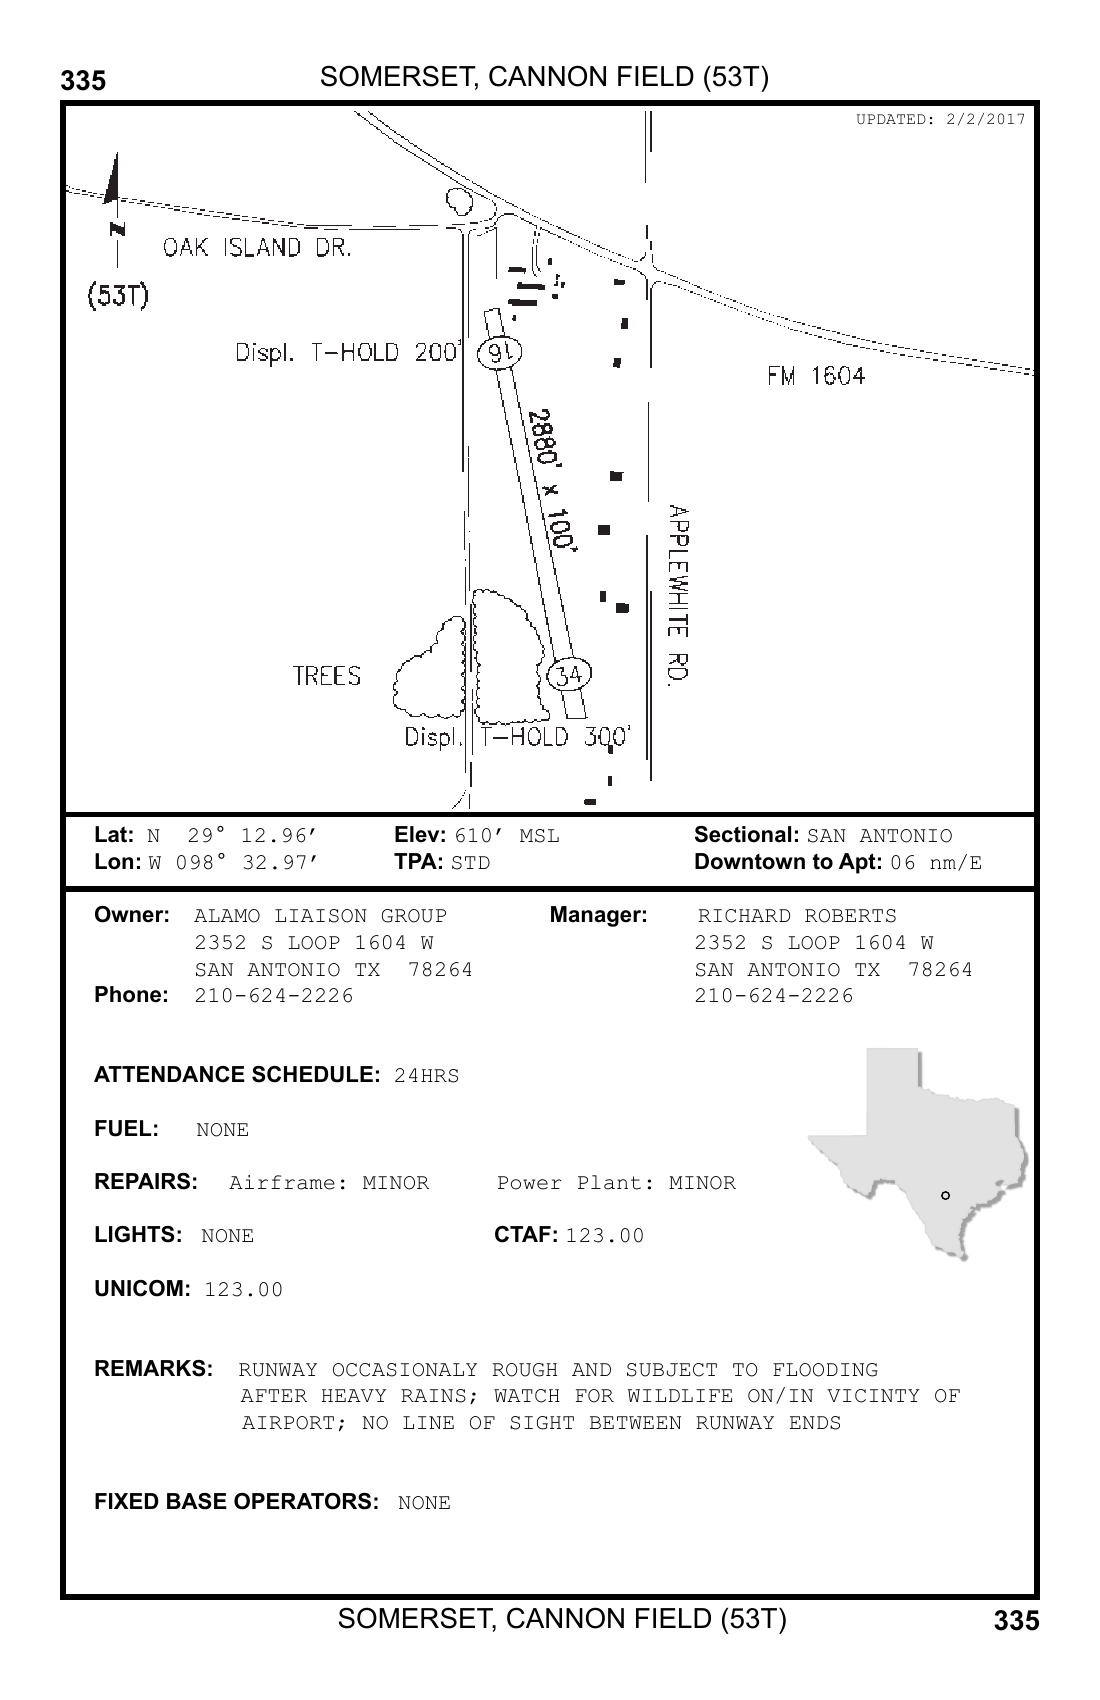 335
SOMERSET, CANNON FIELD (53T)
UPDATED: 2/2/2017
N
OAK ISLAND DR.
(53T)
Displ. T-HOLD 200'
16
FM 1604
2880' x 100'
APPLEWHITE RD.
TREES
34
Displ. T-HOLD 300'
Lat: N 29° 12.96′ Elev: 610′ MSL Sectional: SAN ANTONIO
Lon: W 098° 32.97′ TPA: STD Downtown to Apt: 06 nm/E
Owner: ALAMO LIAISON GROUP Manager: RICHARD ROBERTS
2352 S LOOP 1604 W 2352 S LOOP 1604 W
SAN ANTONIO TX 78264 SAN ANTONIO TX 78264
Phone: 210-624-2226 210-624-2226
ATTENDANCE SCHEDULE: 24HRS
FUEL: NONE
REPAIRS: Airframe: MINOR Power Plant: MINOR
LIGHTS: NONE CTAF: 123.00
UNICOM: 123.00
REMARKS: RUNWAY OCCASIONALY ROUGH AND SUBJECT TO FLOODING
AFTER HEAVY RAINS; WATCH FOR WILDLIFE ON/IN VICINTY OF
AIRPORT; NO LINE OF SIGHT BETWEEN RUNWAY ENDS
FIXED BASE OPERATORS: NONE
SOMERSET, CANNON FIELD (53T)
335